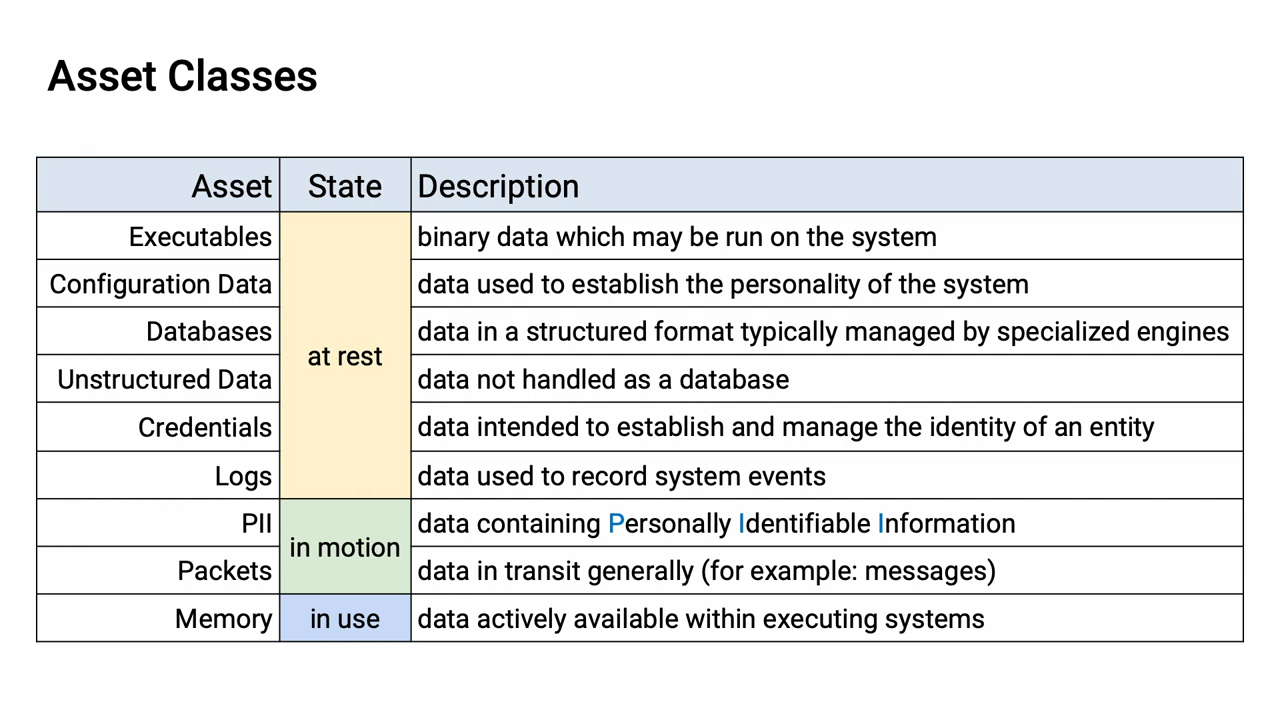 Asset Classes
Asset State Description
Executables binary data which may be run on the system
Configuration Data data used to establish the personality of the system
Databases data in a structured format typically managed by specialized engines
at rest
Unstructured Data data not handled as a database
Credentials data intended to establish and manage the identity of an entity
Logs data used to record system events
PII data containing Personally Identifiable Information
in motion
Packets data in transit generally (for example: messages)
Memory in use data actively available within executing systems